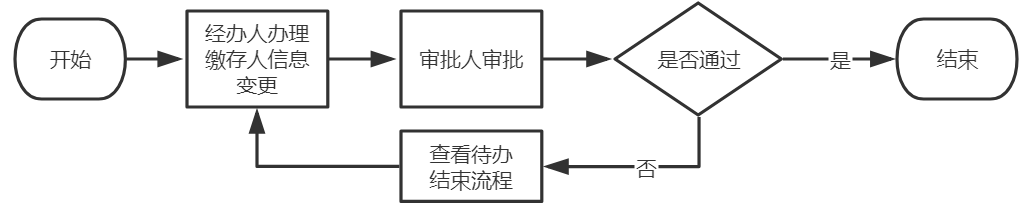 开始
经办人办理
缴存人信息
变更
审批人审批
是否通过
是
结束
否
查看待办
结束流程